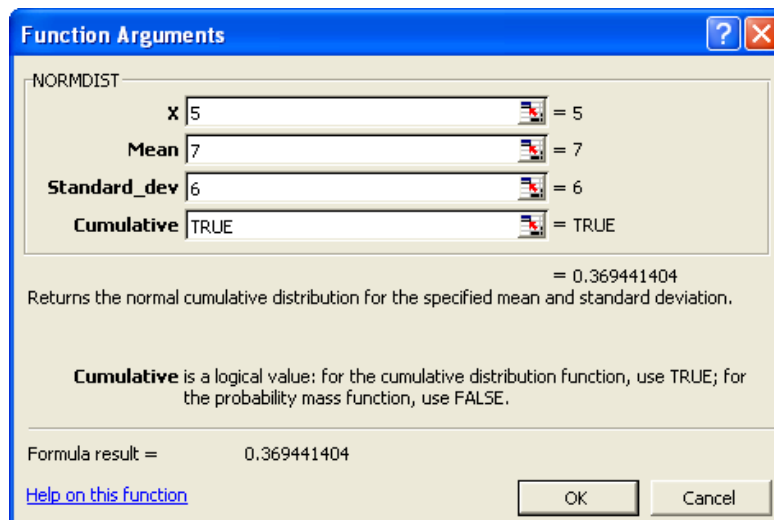 Function Arguments
NORMDIST
X 5 = 5
Mean 7 = 7
Standard_dev 6 = 6
Cumulative TRUE = TRUE
= 0.369441404
Returns the normal cumulative distribution for the specified mean and standard deviation.
Cumulative is a logical value: for the cumulative distribution function, use TRUE; for
the probability mass function, use FALSE.
Formula result = 0.369441404
Help on this function OK Cancel